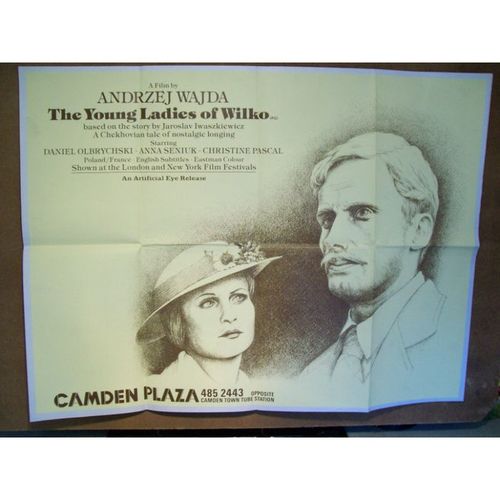 A Film by
ANDRZEJ WAJDA
The Young Ladies of Wilko
based on the story by Jaroslav Iwaszkiewicz
A Chekhovian tale of nostalgic longing
Starring
DANIEL OLBRYCHSKI · ANNA SENIUK · CHRISTINE PASCAL
Poland/France · English Subtitles · Eastman Colour
Shown at the London and New York Film Festivals
An Artificial Eye Release
CAMDEN PLAZA 485 2443 OPPOSITE
CAMDEN TOWN TUBE STATION